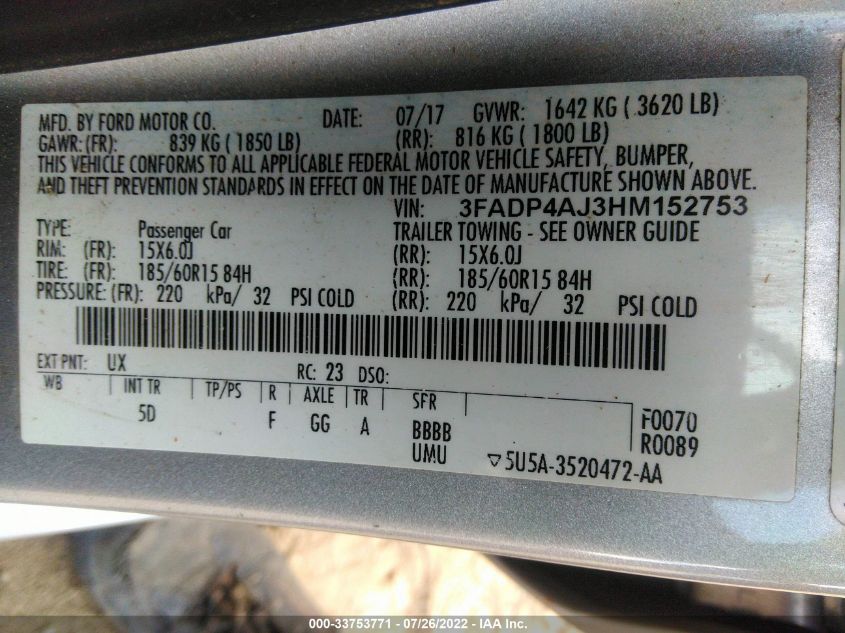 MFD. BY FORD MOTOR CO. DATE: 07/17 GVWR: 1642 KG ( 3620 LB)
GAWR: (FR): 839 KG ( 1850 LB) (RR): 816 KG ( 1800 LB)
THIS VEHICLE CONFORMS TO ALL APPLICABLE FEDERAL MOTOR VEHICLE SAFETY, BUMPER,
AND THEFT PREVENTION STANDARDS IN EFFECT ON THE DATE OF MANUFACTURE SHOWN ABOVE.
VIN: 3FADP4AJ3HM152753
TYPE: Passenger Car TRAILER TOWING - SEE OWNER GUIDE
RIM: (FR): 15X6.0J (RR): 15X6.0J
TIRE: (FR): 185/60R15 84H (RR): 185/60R15 84H
PRESSURE: (FR): 220 kPa/ 32 PSI COLD (RR): 220 kPa/ 32 PSI COLD
EXT PNT: UX RC: 23 DSO:
WB INT TR TP/PS R AXLE TR SFR
5D F GG A BBBB F0070
UMU R0089
5U5A-3520472-AA
000-33753771 - 07/26/2022 - IAA Inc.